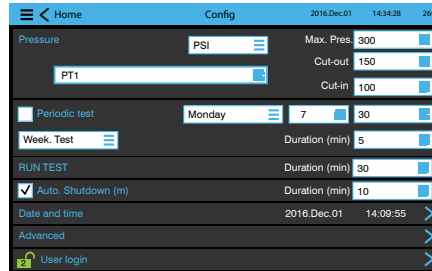 Home Config 2016.Dec.01 14:34:28 26
Pressure PSI Max. Pres. 300
Cut-out 150
PT1
Cut-in 100
Periodic test Monday 7 30
Week. Test Duration (min) 5
RUN TEST Duration (min) 30
Auto. Shutdown (m) Duration (min) 10
Date and time 2016.Dec.01 14:09:55
Advanced
2 User login